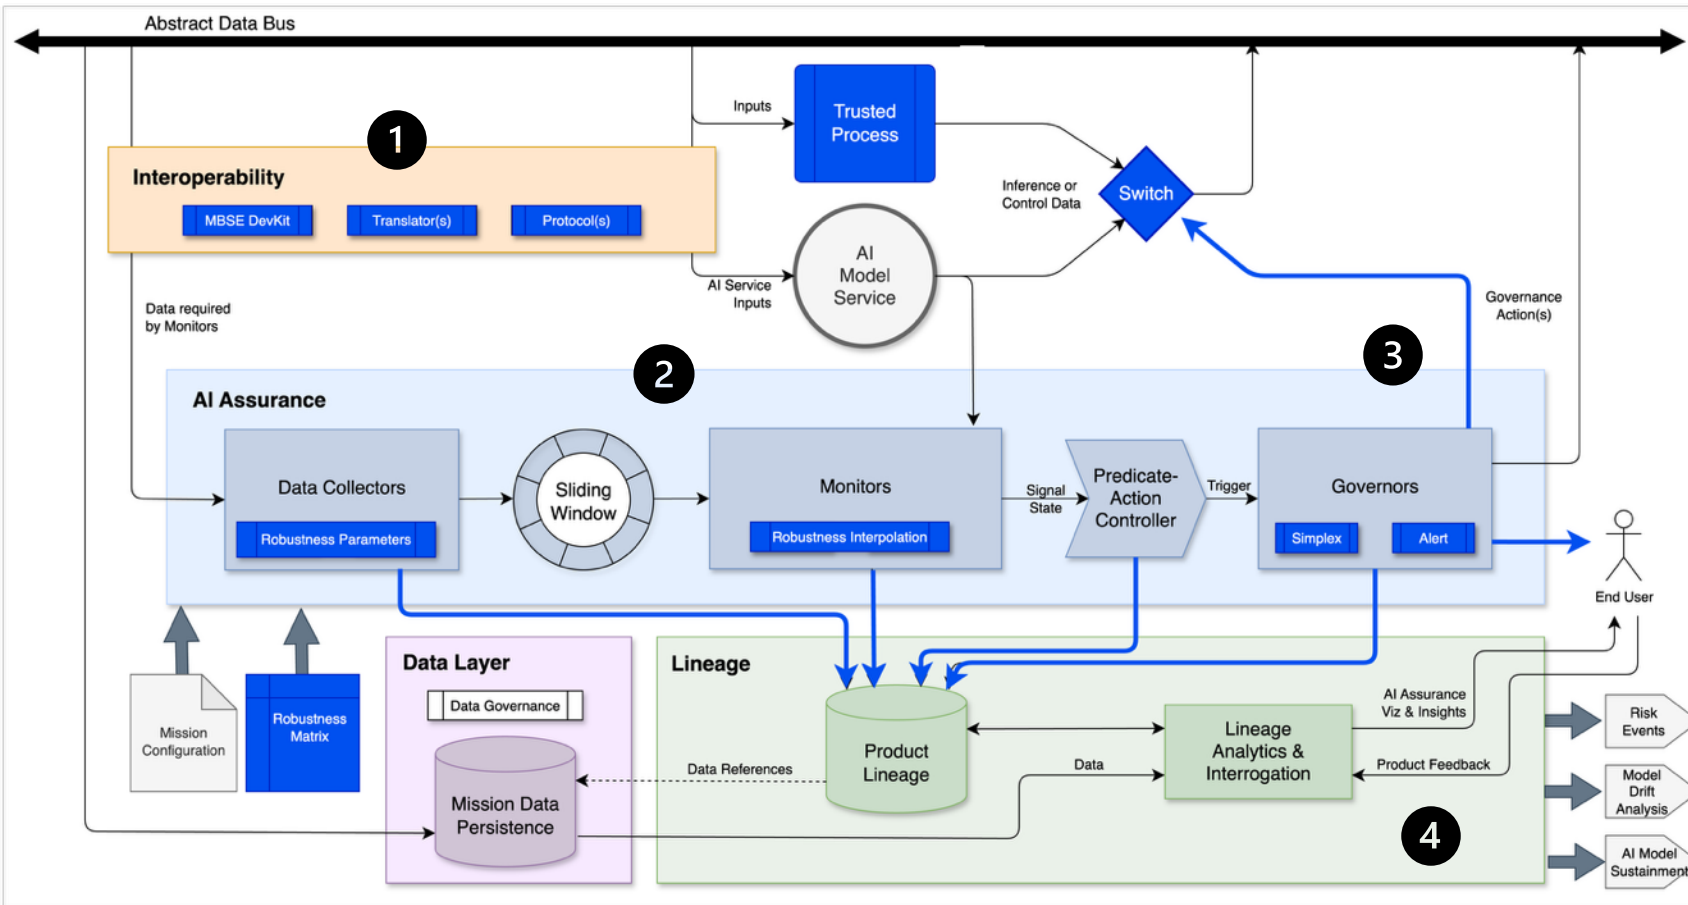 Abstract Data Bus
1
Interoperability
MBSE DevKit
Translator(s)
Protocol(s)
Inputs
Trusted
Process
Inference or
Control Data
Switch
AI Service
Inputs
AI
Model
Service
Data required
by Monitors
Governance
Action(s)
2
3
AI Assurance
Data Collectors
Robustness Parameters
Sliding
Window
Monitors
Robustness Interpolation
Signal
State
Predicate-
Action
Controller
Trigger
Governors
Simplex
Alert
End User
Mission
Configuration
Robustness
Matrix
Data Layer
Data Governance
Mission Data
Persistence
Lineage
Data References
Product
Lineage
Data
Lineage
Analytics &
Interrogation
AI Assurance
Viz & Insights
Product Feedback
4
Risk
Events
Model
Drift
Analysis
AI Model
Sustainment